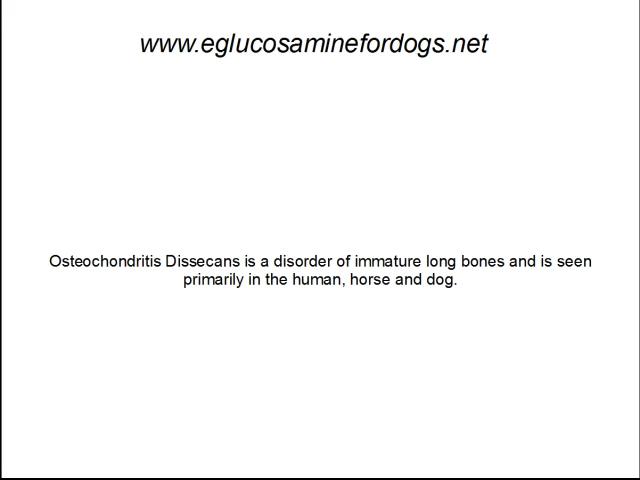 www.eglucosaminefordogs.net
Osteochondritis Dissecans is a disorder of immature long bones and is seen
primarily in the human, horse and dog.